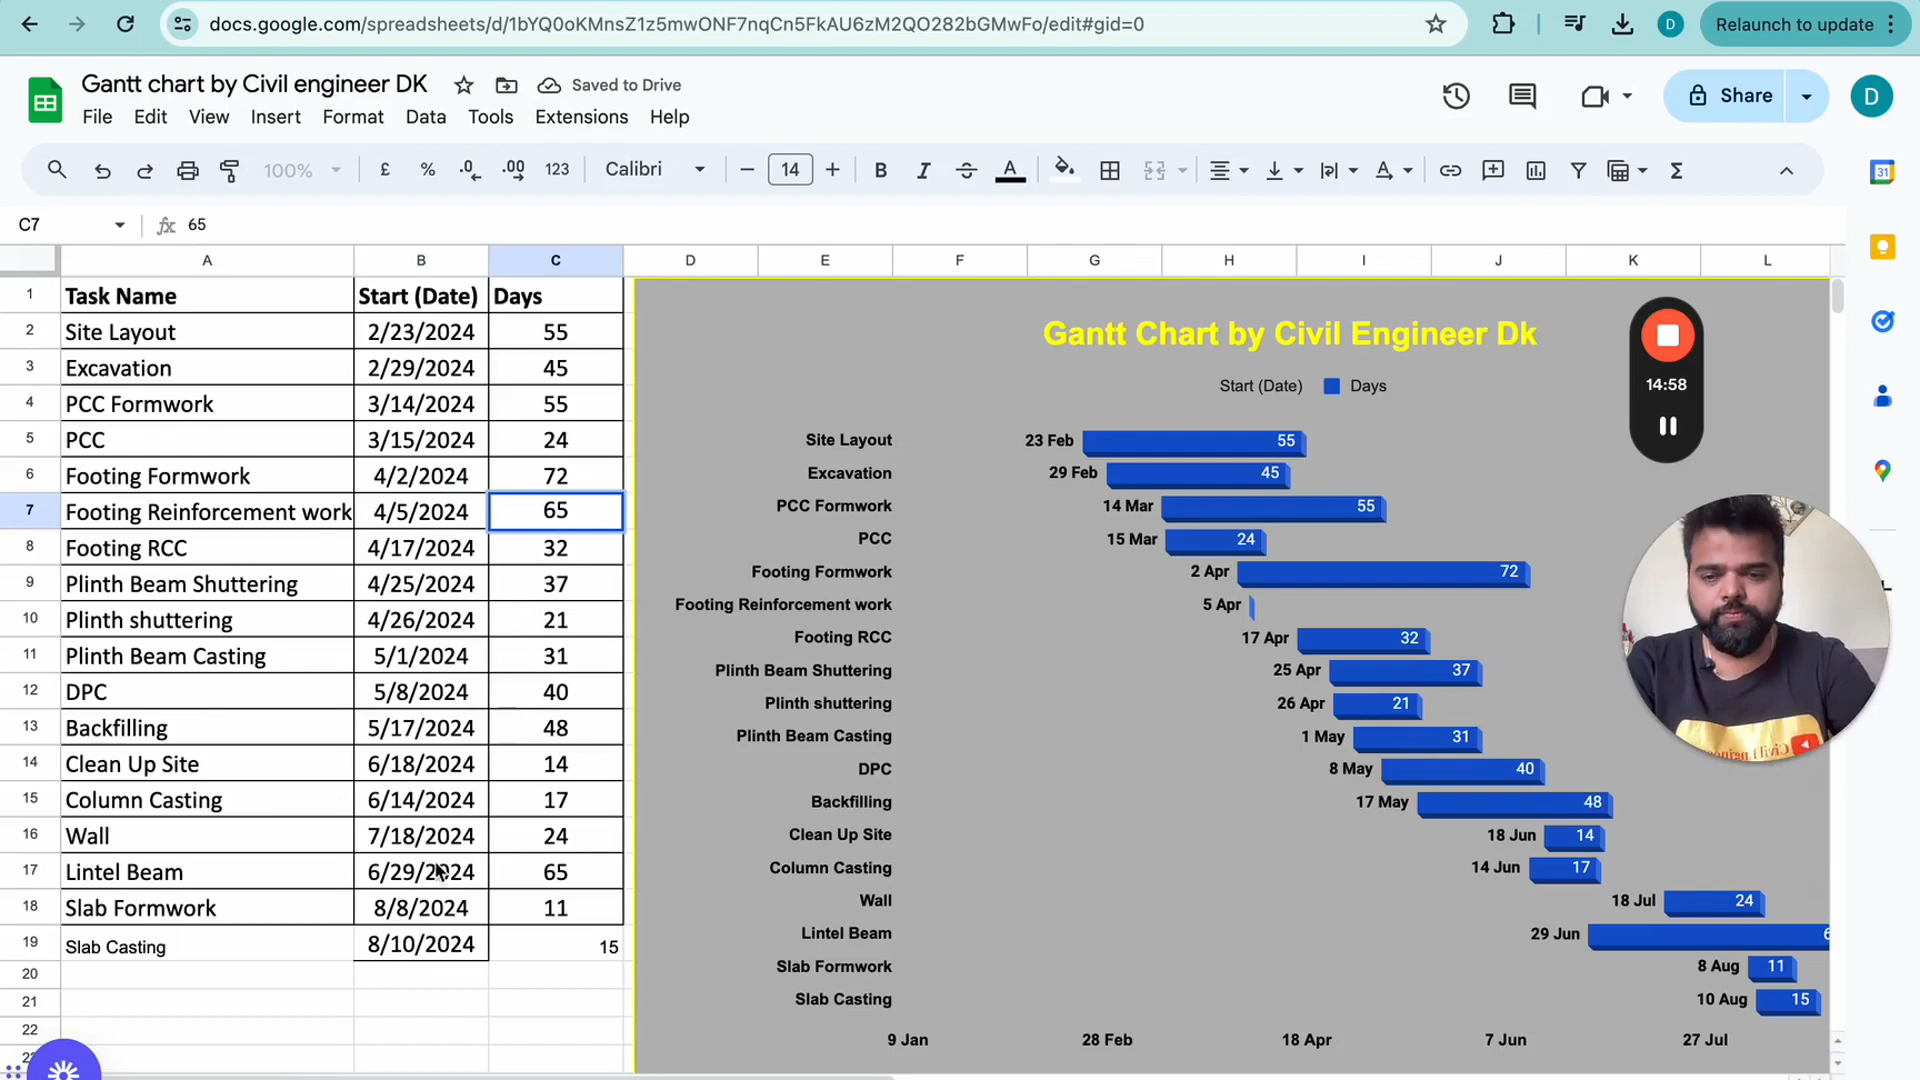 docs.google.com/spreadsheets/d/1bYQ0oKMnsZ1z5mwONF7nqCn5FkAU6zM2QO282bGMwFo/edit#gid=0
D
Relaunch to update
Gantt chart by Civil engineer DK
Saved to Drive
File Edit View Insert Format Data Tools Extensions Help
Share
D
100%
£ % .0 .00 123
Calibri
14
B I S A
A
Σ
31
C7
fx 65
A B C D E F G H I J K L
1 Task Name Start (Date) Days
2 Site Layout 2/23/2024 55
3 Excavation 2/29/2024 45
4 PCC Formwork 3/14/2024 55
5 PCC 3/15/2024 24
6 Footing Formwork 4/2/2024 72
7 Footing Reinforcement work 4/5/2024 65
8 Footing RCC 4/17/2024 32
9 Plinth Beam Shuttering 4/25/2024 37
10 Plinth shuttering 4/26/2024 21
11 Plinth Beam Casting 5/1/2024 31
12 DPC 5/8/2024 40
13 Backfilling 5/17/2024 48
14 Clean Up Site 6/18/2024 14
15 Column Casting 6/14/2024 17
16 Wall 7/18/2024 24
17 Lintel Beam 6/29/2024 65
18 Slab Formwork 8/8/2024 11
19 Slab Casting 8/10/2024 15
20
21
22
Gantt Chart by Civil Engineer Dk
Start (Date) Days
14:58
Site Layout 23 Feb 55
Excavation 29 Feb 45
PCC Formwork 14 Mar 55
PCC 15 Mar 24
Footing Formwork 2 Apr 72
Footing Reinforcement work 5 Apr
Footing RCC 17 Apr 32
Plinth Beam Shuttering 25 Apr 37
Plinth shuttering 26 Apr 21
Plinth Beam Casting 1 May 31
DPC 8 May 40
Backfilling 17 May 48
Clean Up Site 18 Jun 14
Column Casting 14 Jun 17
Wall 18 Jul 24
Lintel Beam 29 Jun
Slab Formwork 8 Aug 11
Slab Casting 10 Aug 15
9 Jan 28 Feb 18 Apr 7 Jun 27 Jul